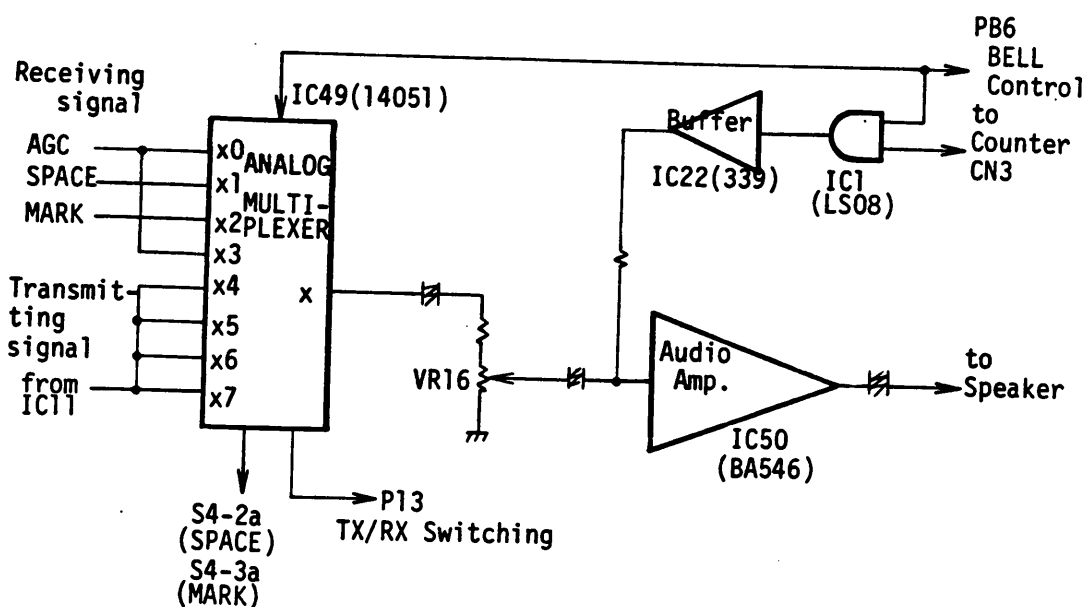 PB6
BELL
Control
to
Counter
CN3
Receiving
signal
IC49(14051)
AGC
SPACE
MARK
x0
x1
x2
x3
x4
x5
x6
x7
ANALOG
MULTI-
PLEXER
x
Buffer
IC22(339)
IC1
(LS08)
Transmit-
ting
signal
from
IC11
VR16
Audio
Amp.
IC50
(BA546)
to
Speaker
S4-2a
(SPACE)
S4-3a
(MARK)
P13
TX/RX Switching